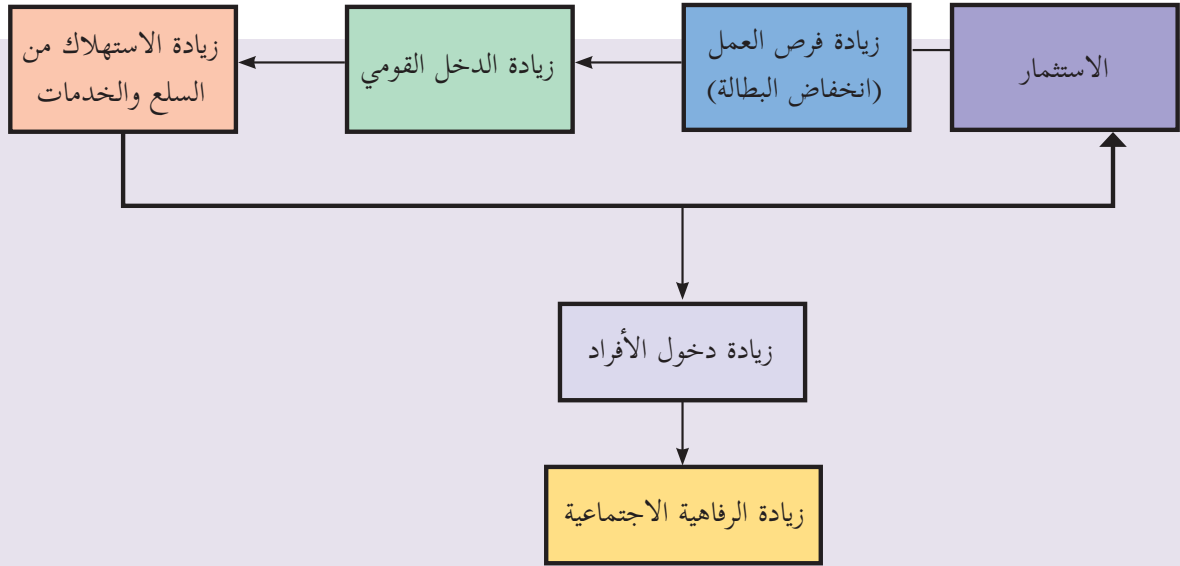 الاستثمار
زيادة فرص العمل
(انخفاض البطالة)
زيادة الدخل القومي
زيادة الاستهلاك من
السلع والخدمات
زيادة دخول الأفراد
زيادة الرفاهية الاجتماعية